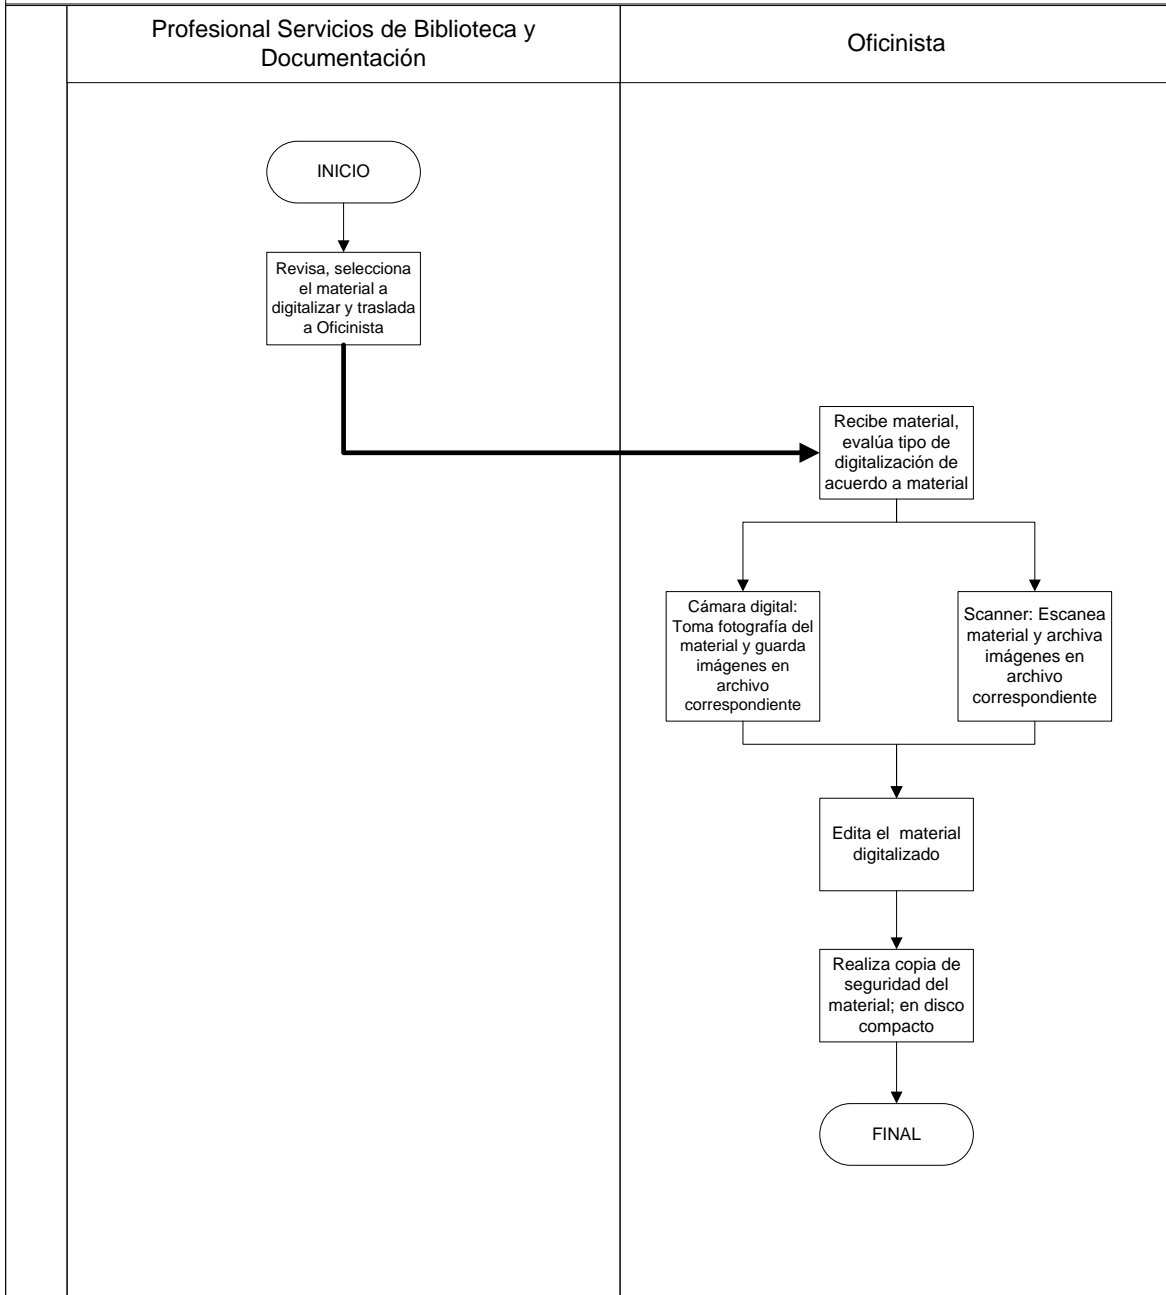 Profesional Servicios de Biblioteca y
Documentación
Oficinista
INICIO
Revisa, selecciona
el material a
digitalizar y traslada
a Oficinista
Recibe material,
evalúa tipo de
digitalización de
acuerdo a material
Cámara digital:
Toma fotografía del
material y guarda
imágenes en
archivo
correspondiente
Scanner: Escanea
material y archiva
imágenes en
archivo
correspondiente
Edita el  material
digitalizado
Realiza copia de
seguridad del
material; en disco
compacto
FINAL